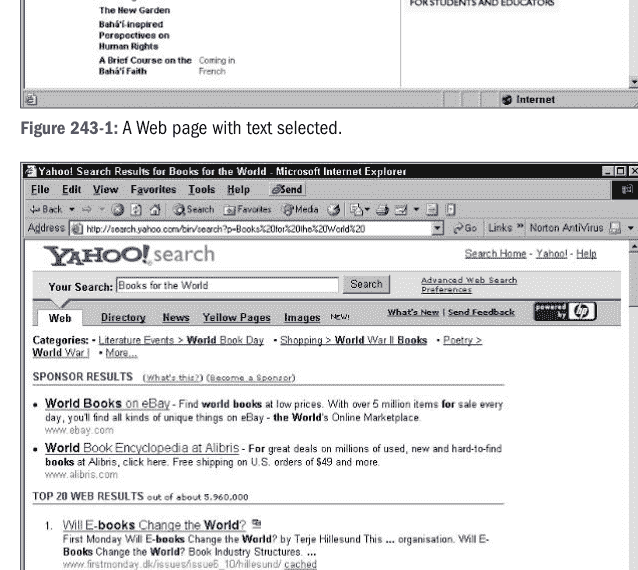 The New Garden
FOR STUDENTS AND EDUCATORS
Bahá'í-inspired
Perspectives on
Human Rights
A Brief Course on the Coming in
Bahá'í Faith French
Internet
Figure 243-1: A Web page with text selected.
Yahoo! Search Results for Books for the World - Microsoft Internet Explorer
File Edit View Favorites Tools Help Send
Back Search Favorites Media
Address http://search.yahoo.com/bin/search?p=Books%20for%20the%20World%20 Go Links » Norton AntiVirus
YAHOO! search Search Home - Yahoo! - Help
Your Search: Books for the World Search Advanced Web Search
Preferences
Web Directory News Yellow Pages Images NEW! What's New | Send Feedback powered by hp
Categories: • Literature Events > World Book Day • Shopping > World War II Books • Poetry >
World War I • More...
SPONSOR RESULTS (What's this?) (Become a Sponsor)
• World Books on eBay - Find world books at low prices. With over 5 million items for sale every
day, you'll find all kinds of unique things on eBay - the World's Online Marketplace.
www.ebay.com
• World Book Encyclopedia at Alibris - For great deals on millions of used, new and hard-to-find
books at Alibris, click here. Free shipping on U.S. orders of $49 and more.
www.alibris.com
TOP 20 WEB RESULTS out of about 5,960,000
1. Will E-books Change the World?
First Monday Will E-books Change the World? by Terje Hillesund This ... organisation. Will E-
Books Change the World? Book Industry Structures. ...
www.firstmonday.dk/issues/issue6_10/hillesund/ cached